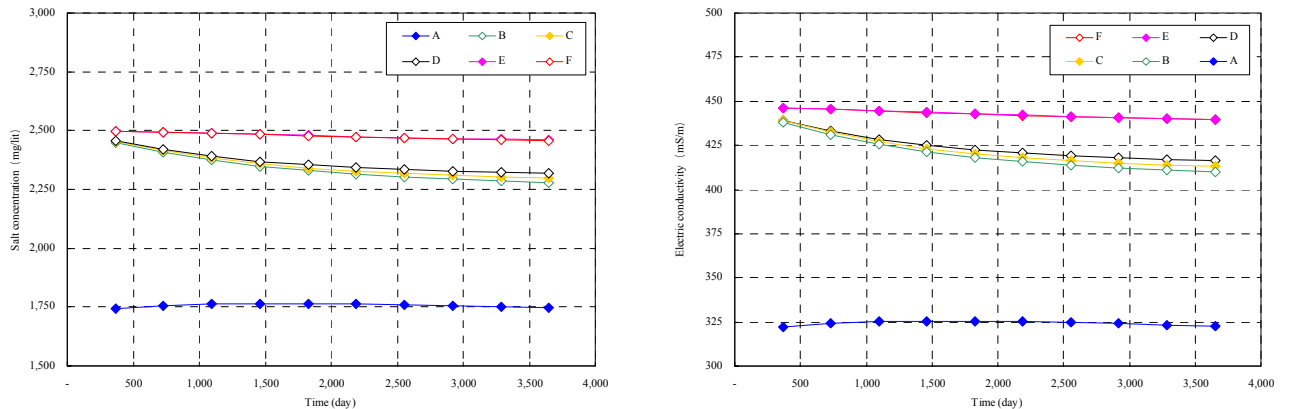 3,000
2,750
2,500
2,250
2,000
1,750
1,500
Salt concentration (mg/lit)
A B C
D E F
- 500 1,000 1,500 2,000 2,500 3,000 3,500 4,000
Time (day)
500
475
450
425
400
375
350
325
300
Electric conductivity (mS/m)
F E D
C B A
- 500 1,000 1,500 2,000 2,500 3,000 3,500 4,000
Time (day)